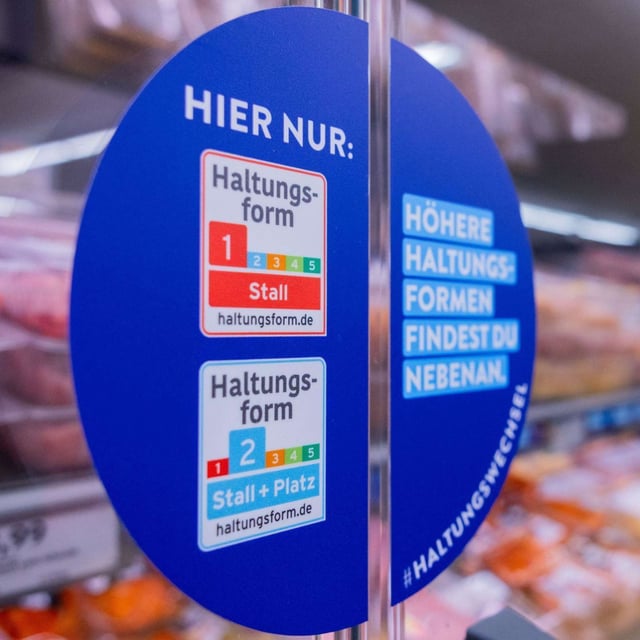 HIER NUR:
Haltungs-
form
1 2 3 4 5
Stall
haltungsform.de
Haltungs-
form
1 2 3 4 5
Stall + Platz
haltungsform.de
HÖHERE
HALTUNGS-
FORMEN
FINDEST DU
NEBENAN.
#HALTUNGSWECHSEL